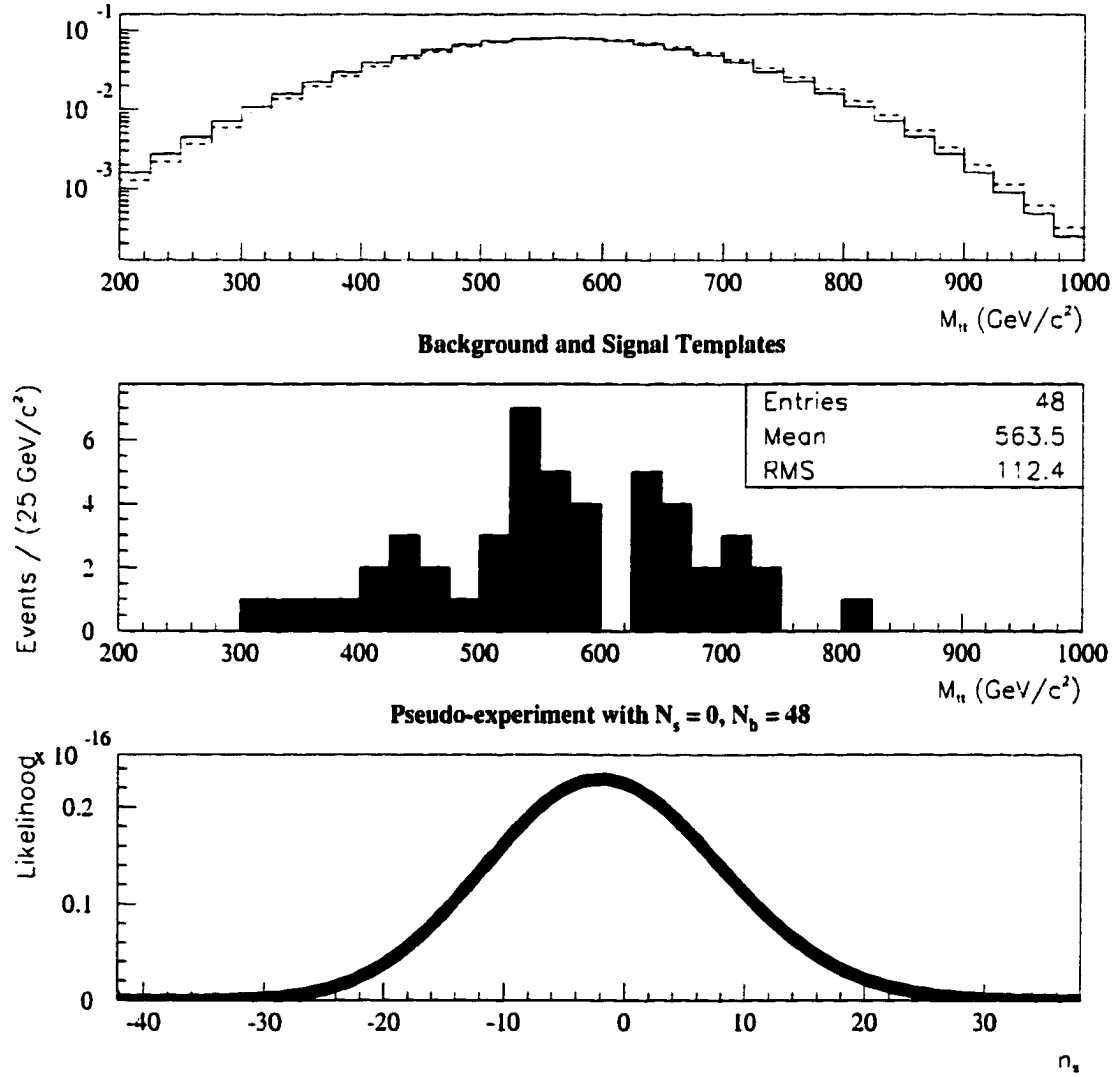 10 -1
10 -2
10 -3
200 300 400 500 600 700 800 900 1000
M_tt (GeV/c²)
Background and Signal Templates
Events / (25 GeV/c²)
6
4
2
0
Entries 48
Mean 563.5
RMS 112.4
200 300 400 500 600 700 800 900 1000
M_tt (GeV/c²)
Pseudo-experiment with N_s = 0, N_b = 48
x 10 -16
Likelihood
0.2
0.1
0
-40 -30 -20 -10 0 10 20 30
n_s